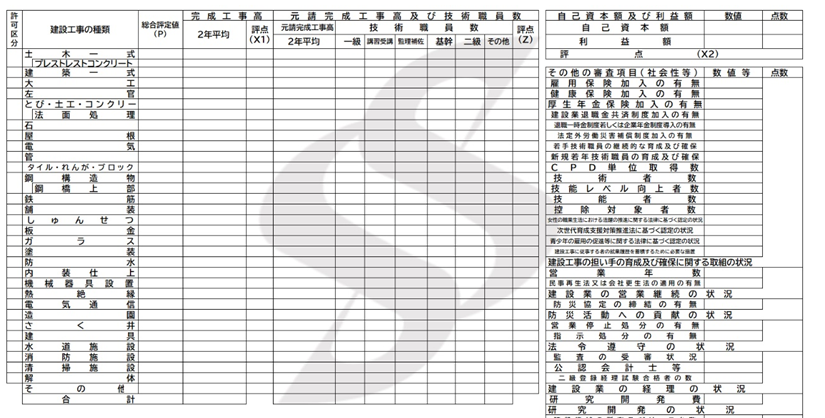 許可区分
建設工事の種類
総合評定値
(P)
完成工事高
2年平均
評点
(X1)
元請完成工事高及び技術職員数
元請完成工事高
2年平均
技術職員数
一級
講習受講
監理補佐
基幹
二級
その他
評点
(Z)
土木一式
プレストレストコンクリート
建築一式
大工
左官
とび・土工・コンクリー
法面処理
石
屋根
電気
管
タイル・れんが・ブロック
鋼構造物
鋼橋上部
鉄筋
舗装
しゅんせつ
板金
ガラス
塗装
防水
内装仕上
機械器具設置
熱絶縁
電気通信
造園
さく井
建具
水道施設
消防施設
清掃施設
解体
その他
合計
自己資本額及び利益額
数値
点数
自己資本額
利益額
評点(X2)
その他の審査項目(社会性等)
数値等
点数
雇用保険加入の有無
健康保険加入の有無
厚生年金保険加入の有無
建設業退職金共済制度加入の有無
退職一時金制度若しくは企業年金制度導入の有無
法定外労働災害補償制度加入の有無
若手技術職員の継続的な育成及び確保
新規若年技術職員の育成及び確保
CPD単位取得数
技術者数
技能レベル向上者数
技能者数
控除対象者数
女性の職業生活における活躍の推進に関する法律に基づく認定の状況
次世代育成支援対策推進法に基づく認定の状況
青少年の雇用の促進等に関する法律に基づく認定の状況
建設工事に従事する者の就業履歴を蓄積するために必要な措置
建設工事の担い手の育成及び確保に関する取組の状況
営業年数
民事再生法又は会社更生法の適用の有無
建設業の営業継続の状況
防災協定の締結の有無
防災活動への貢献の状況
営業停止処分の有無
指示処分の有無
法令遵守の状況
監査の受審状況
公認会計士等
二級登録経理試験合格者の数
建設業の経理の状況
研究開発費
研究開発の状況